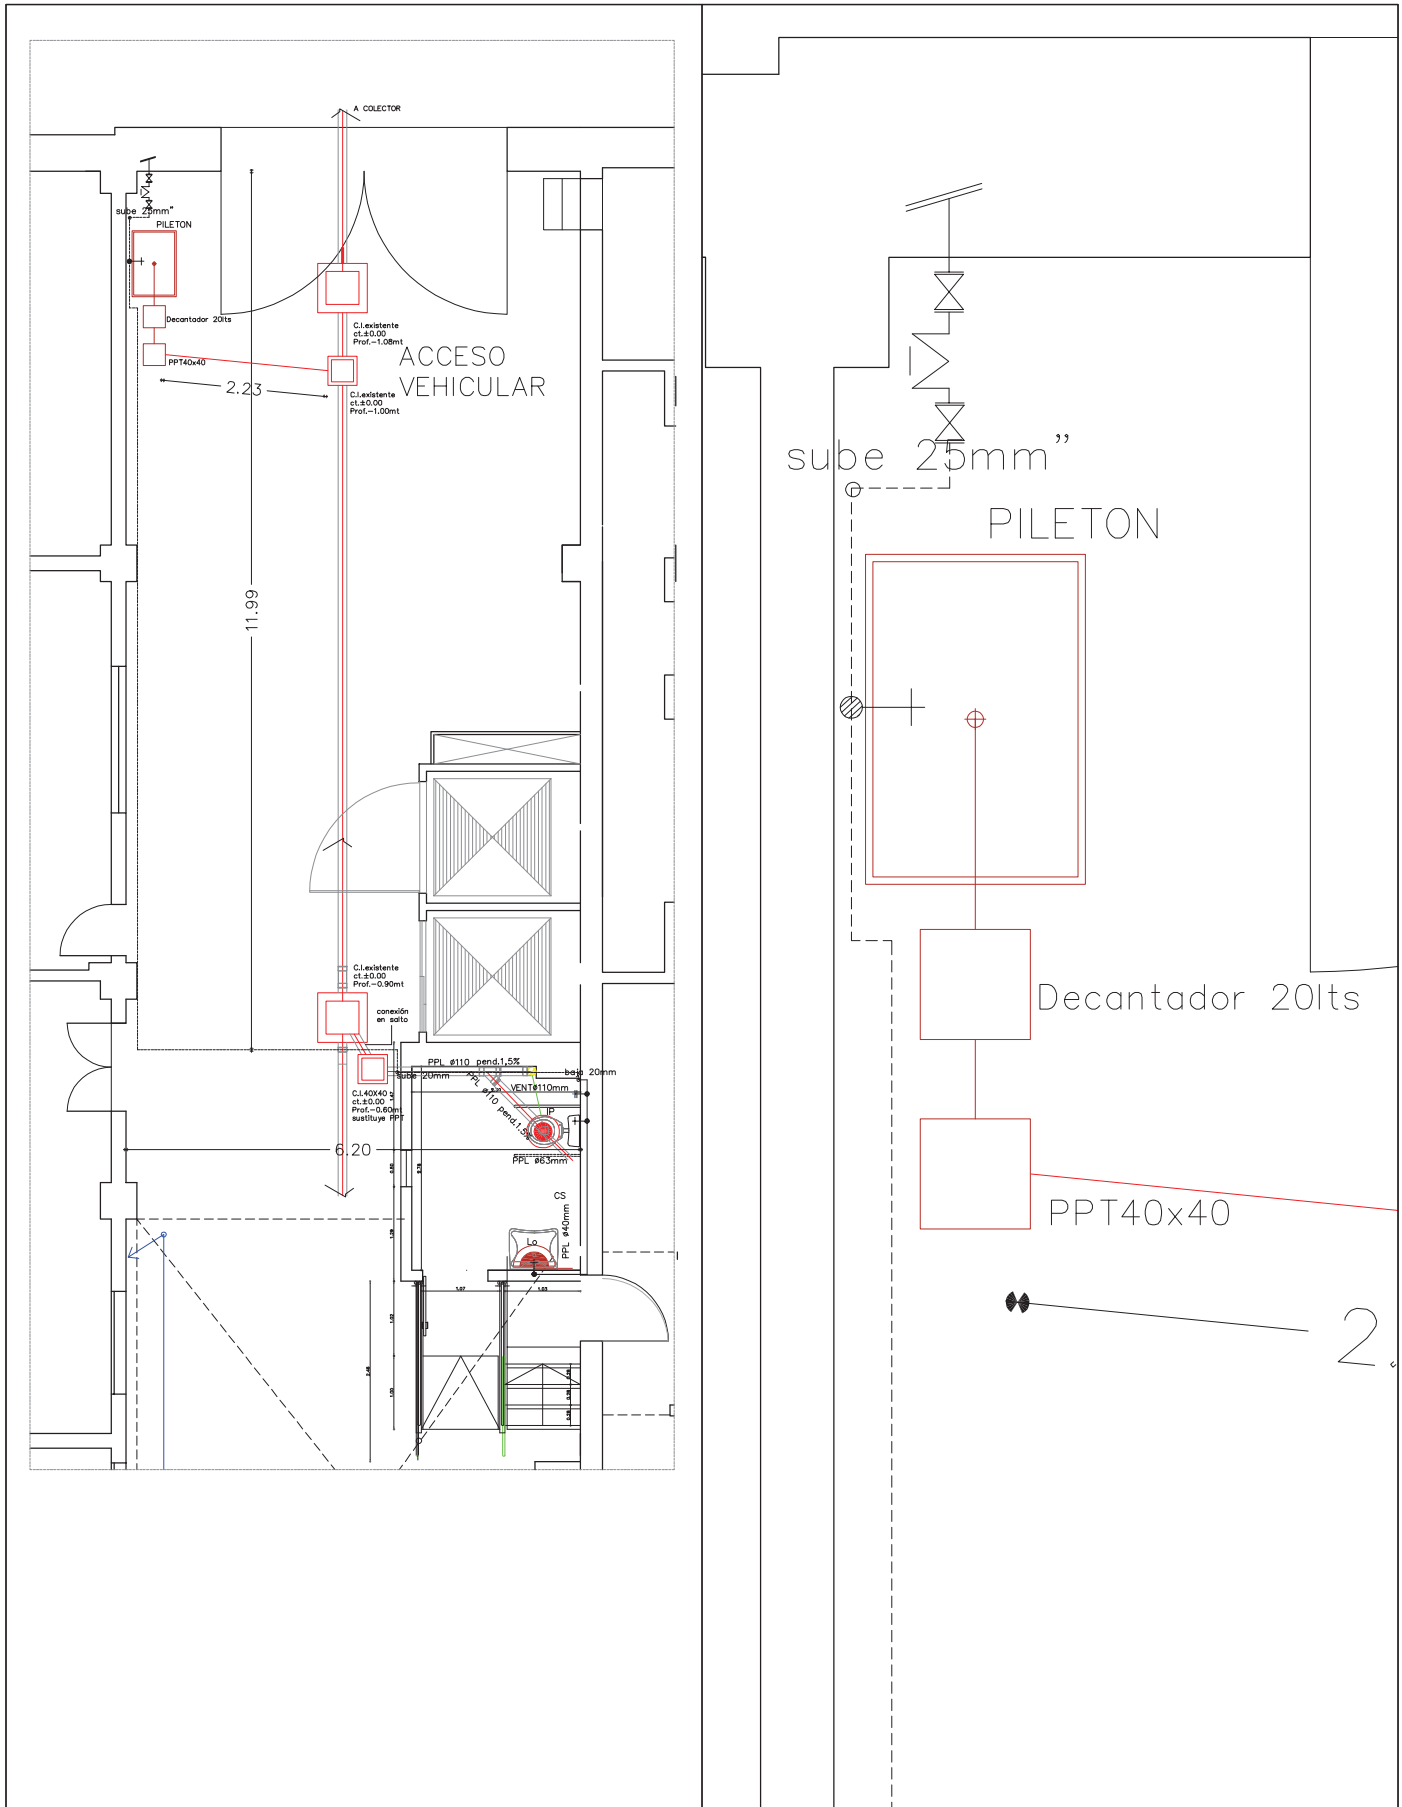 A COLECTOR
sube 25mm"
PILETON
Decantador 20lts
PPT40x40
2.23
C.I.existente
ct.±0.00
Prof.-1.08mt
ACCESO
VEHICULAR
C.I.existente
ct.±0.00
Prof.-1.00mt
11.99
C.I.existente
ct.±0.00
Prof.-0.90mt
conexión
en salto
PPL ø110 pend.1,5%
sube 20mm
baja 20mm
C.I.40X40
ct.±0.00
Prof.-0.60mt
sustituye PPT
PPL ø110 pend.1.5%
VENTø110mm
IP
6.20
PPL ø63mm
CS
PPL ø40mm
Lo
1.07
1.03
sube 25mm"
PILETON
Decantador 20lts
PPT40x40
2.